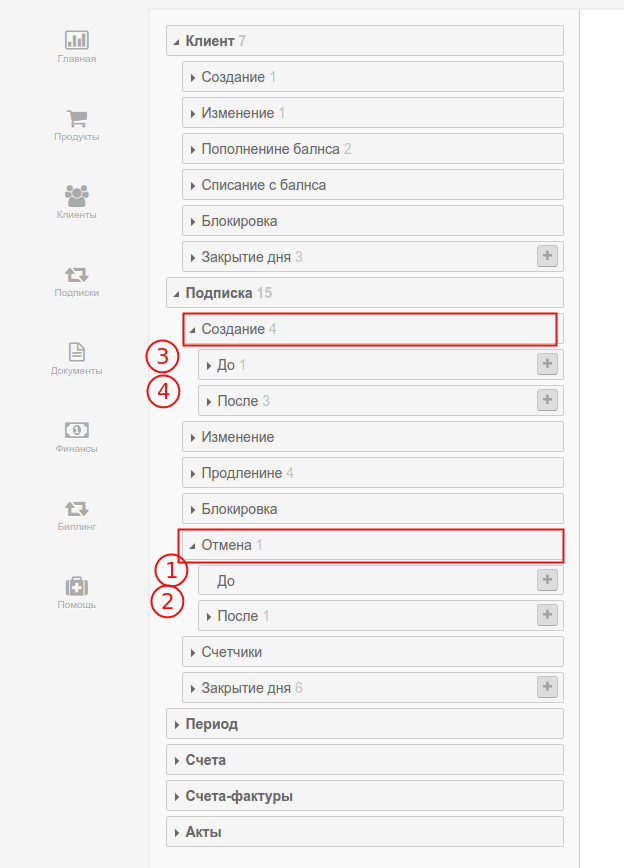 Главная
Продукты
Клиенты
Подписки
Документы
Финансы
Биллинг
Помощь
Клиент 7
Создание 1
Изменение 1
Пополненине балнса 2
Списание с балнса
Блокировка
Закрытие дня 3
Подписка 15
Создание 4
③
До 1
④
После 3
Изменение
Продленине 4
Блокировка
Отмена 1
①
До
②
После 1
Счетчики
Закрытие дня 6
Период
Счета
Счета-фактуры
Акты